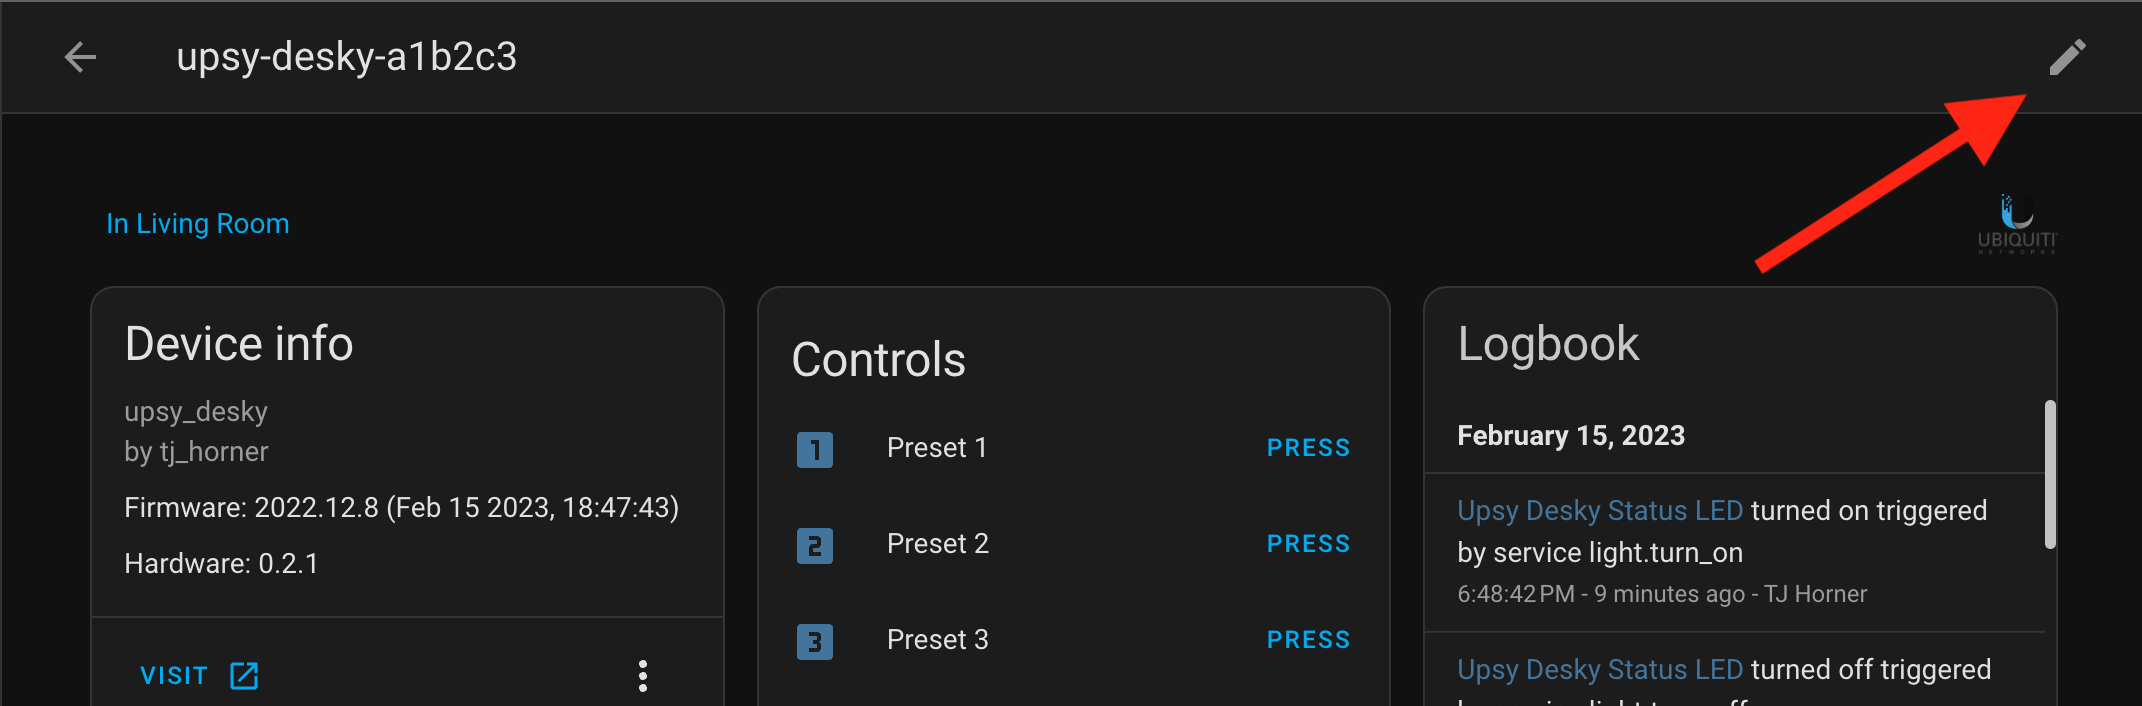 upsy-desky-a1b2c3
In Living Room
UBIQUITI
NETWORKS
Device info
upsy_desky
by tj_horner
Firmware: 2022.12.8 (Feb 15 2023, 18:47:43)
Hardware: 0.2.1
VISIT
Controls
1 Preset 1 PRESS
2 Preset 2 PRESS
3 Preset 3 PRESS
Logbook
February 15, 2023
Upsy Desky Status LED turned on triggered
by service light.turn_on
6:48:42 PM - 9 minutes ago - TJ Horner
Upsy Desky Status LED turned off triggered